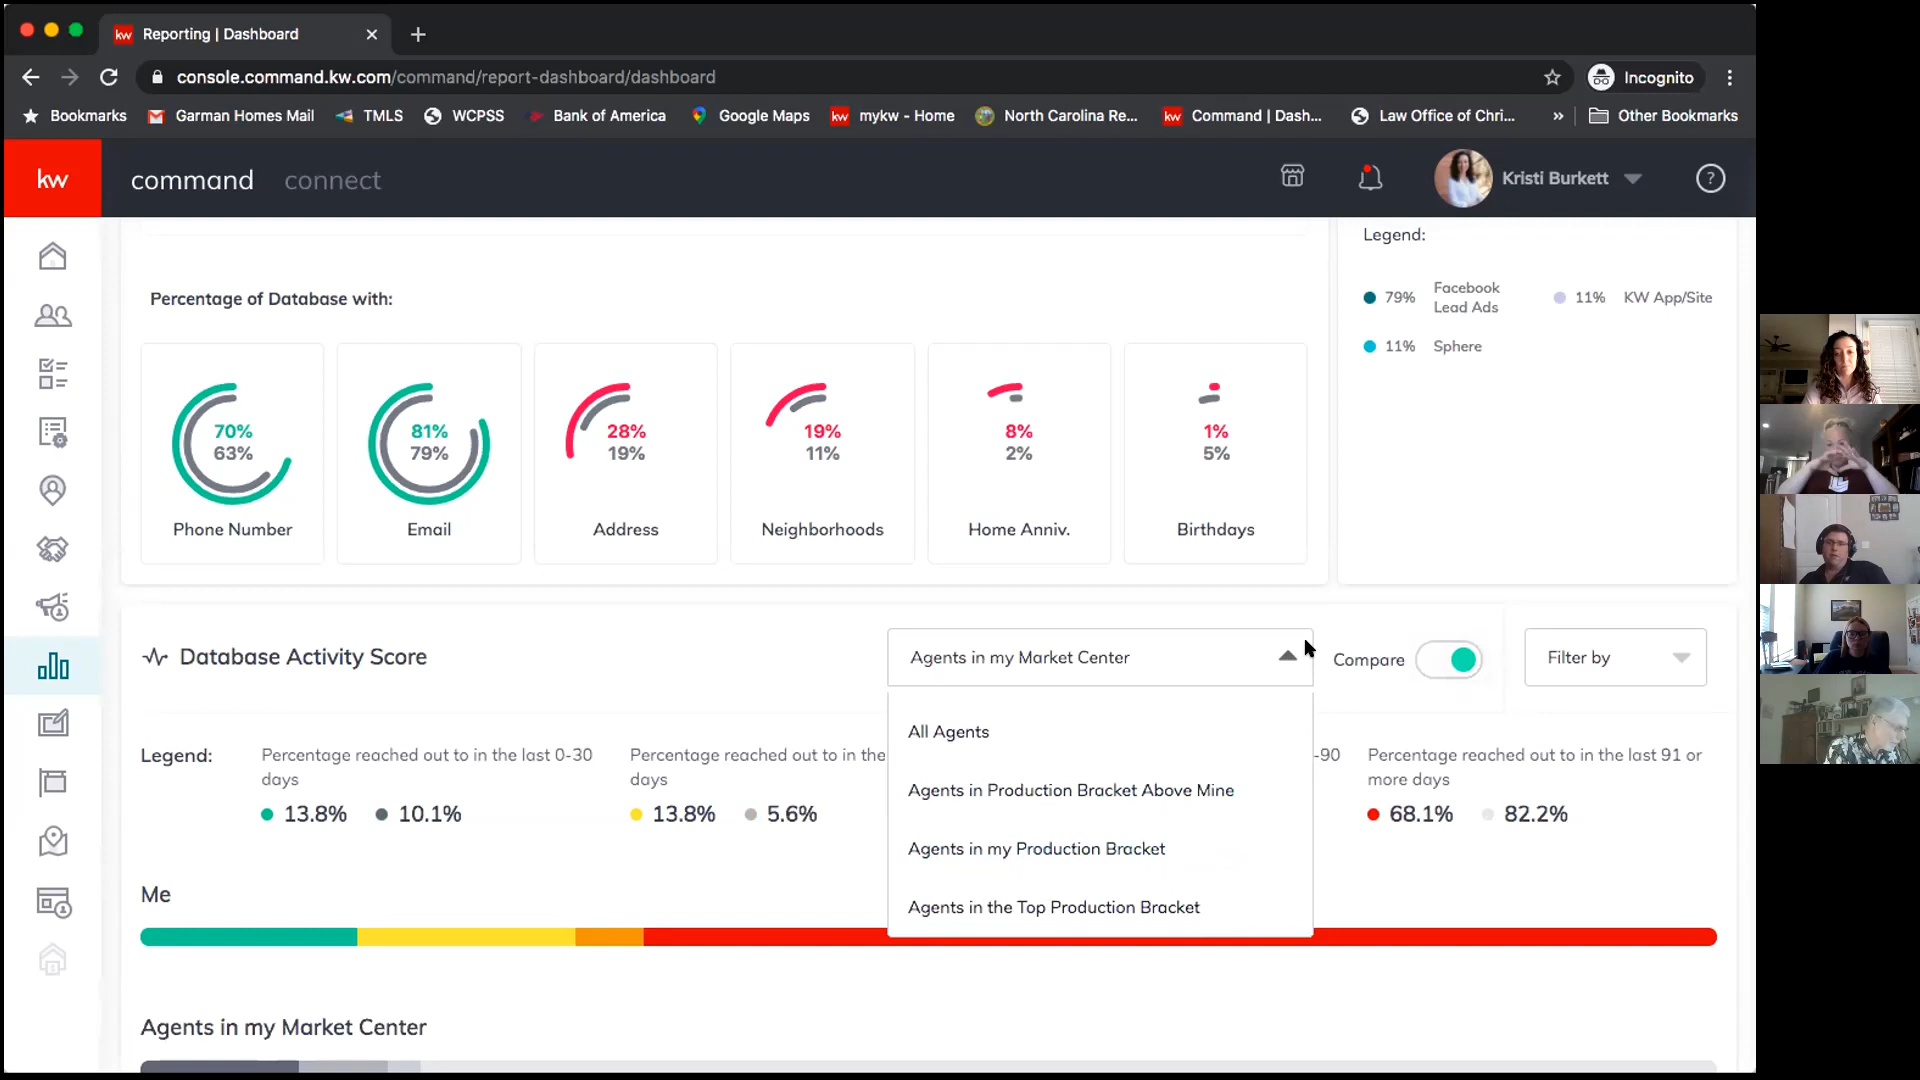 Reporting | Dashboard
console.command.kw.com/command/report-dashboard/dashboard
Incognito
Bookmarks
Garman Homes Mail
TMLS
WCPSS
Bank of America
Google Maps
mykw - Home
North Carolina Re...
Command | Dash...
Law Office of Chri...
»
Other Bookmarks
kw
command
connect
Kristi Burkett
?
Percentage of Database with:
70%
63%
Phone Number
81%
79%
Email
28%
19%
Address
19%
11%
Neighborhoods
8%
2%
Home Anniv.
1%
5%
Birthdays
Legend:
79%
Facebook
Lead Ads
11%
KW App/Site
11%
Sphere
Database Activity Score
Agents in my Market Center
Compare
Filter by
All Agents
Agents in Production Bracket Above Mine
Agents in my Production Bracket
Agents in the Top Production Bracket
Legend:
Percentage reached out to in the last 0-30
days
13.8%
10.1%
Percentage reached out to in the
days
13.8%
5.6%
-90
Percentage reached out to in the last 91 or
more days
68.1%
82.2%
Me
Agents in my Market Center